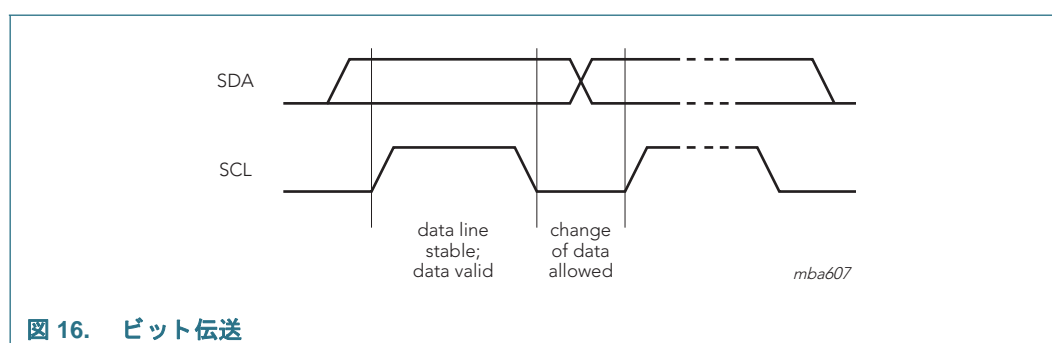 SDA
SCL
data line
stable;
data valid
change
of data
allowed
mba607
図 16. ビット伝送